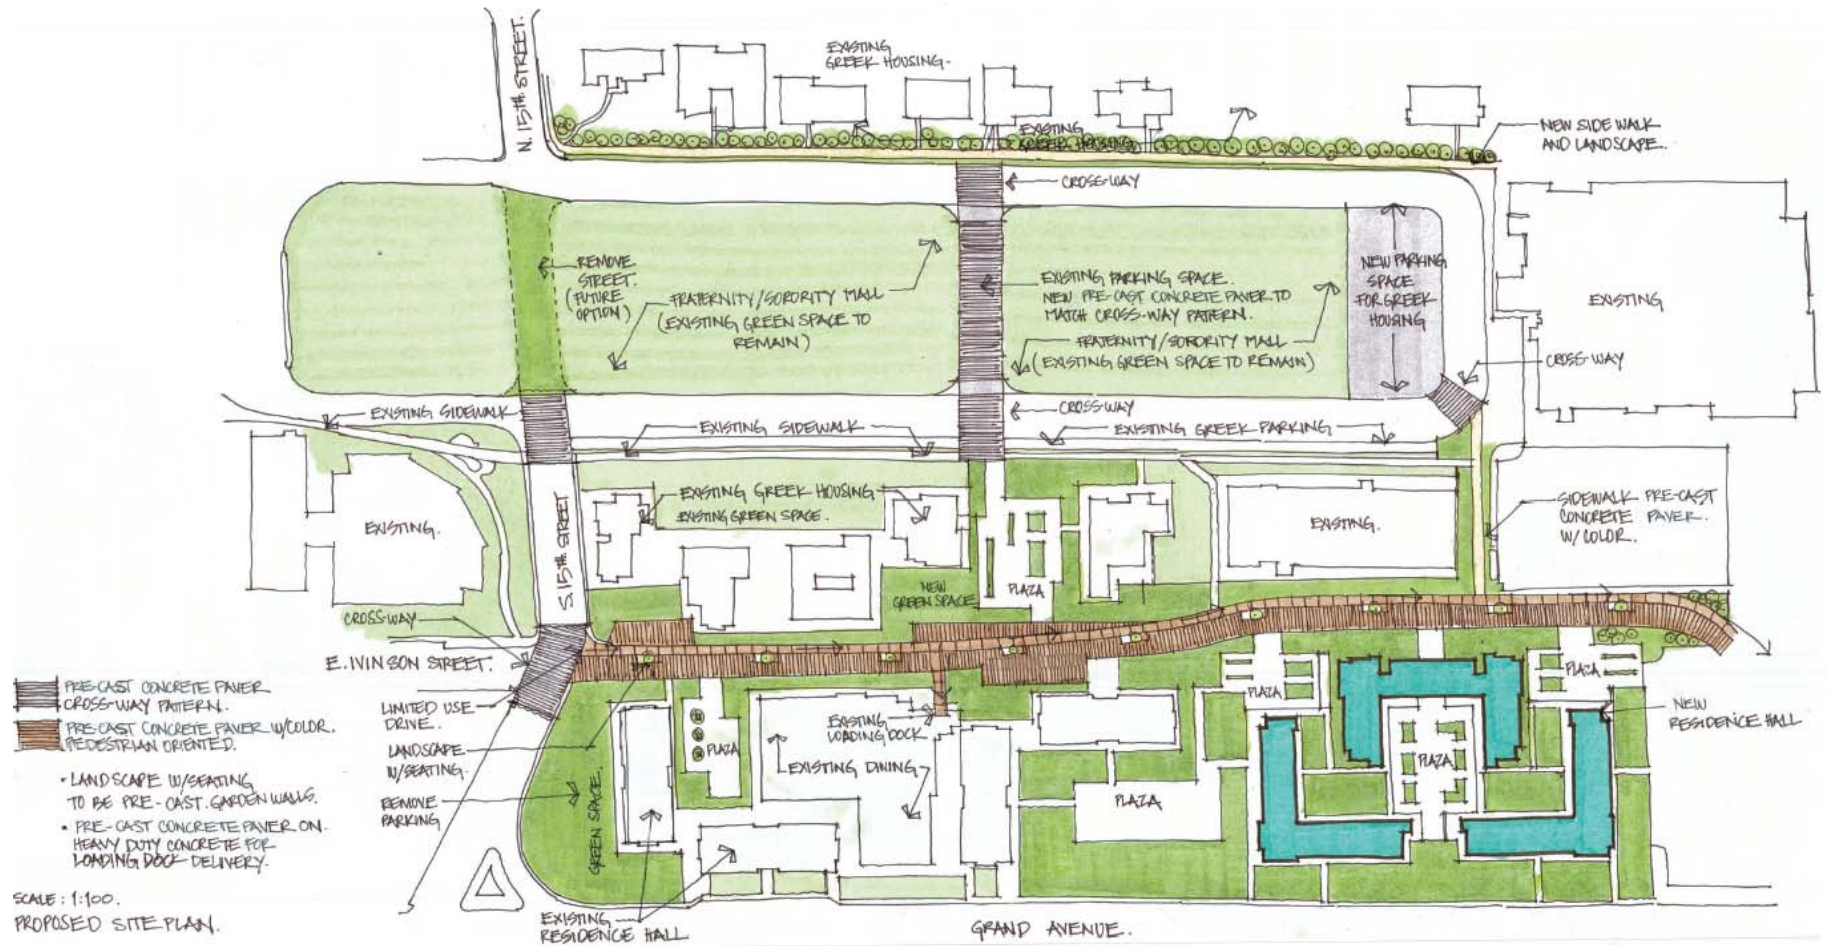 N. 15TH STREET.
EXISTING
GREEK HOUSING.
EXISTING
GREEK HOUSING
NEW SIDE WALK
AND LANDSCAPE.
CROSS-WAY
REMOVE
STREET.
(FUTURE
OPTION)
FRATERNITY/SORORITY MALL
(EXISTING GREEN SPACE TO
REMAIN)
EXISTING PARKING SPACE.
NEW PRE-CAST CONCRETE PAVER TO
MATCH CROSS-WAY PATTERN.
FRATERNITY/SORORITY MALL
(EXISTING GREEN SPACE TO REMAIN)
NEW PARKING
SPACE
FOR GREEK
HOUSING
EXISTING
CROSS-WAY
EXISTING SIDEWALK
EXISTING SIDEWALK
CROSS-WAY
EXISTING GREEK PARKING
EXISTING.
S. 15TH STREET
EXISTING GREEK HOUSING
EXISTING GREEN SPACE.
EXISTING.
SIDEWALK PRE-CAST
CONCRETE PAVER.
W/COLOR.
NEW
GREEN SPACE
PLAZA
CROSS-WAY
E. IVINSON STREET.
PRE-CAST CONCRETE PAVER
CROSS-WAY PATTERN.
PRE-CAST CONCRETE PAVER W/COLOR.
PEDESTRIAN ORIENTED.
• LANDSCAPE W/SEATING
TO BE PRE-CAST. GARDEN WALLS.
• PRE-CAST CONCRETE PAVER ON
HEAVY DUTY CONCRETE FOR
LOADING DOCK DELIVERY.
LIMITED USE
DRIVE.
LANDSCAPE
W/SEATING.
REMOVE
PARKING
GREEN SPACE.
PLAZA
EXISTING
LOADING DOCK
EXISTING DINING
PLAZA
PLAZA
PLAZA
PLAZA
NEW
RESIDENCE HALL
SCALE: 1:100.
PROPOSED SITE PLAN.
EXISTING
RESIDENCE HALL
GRAND AVENUE.